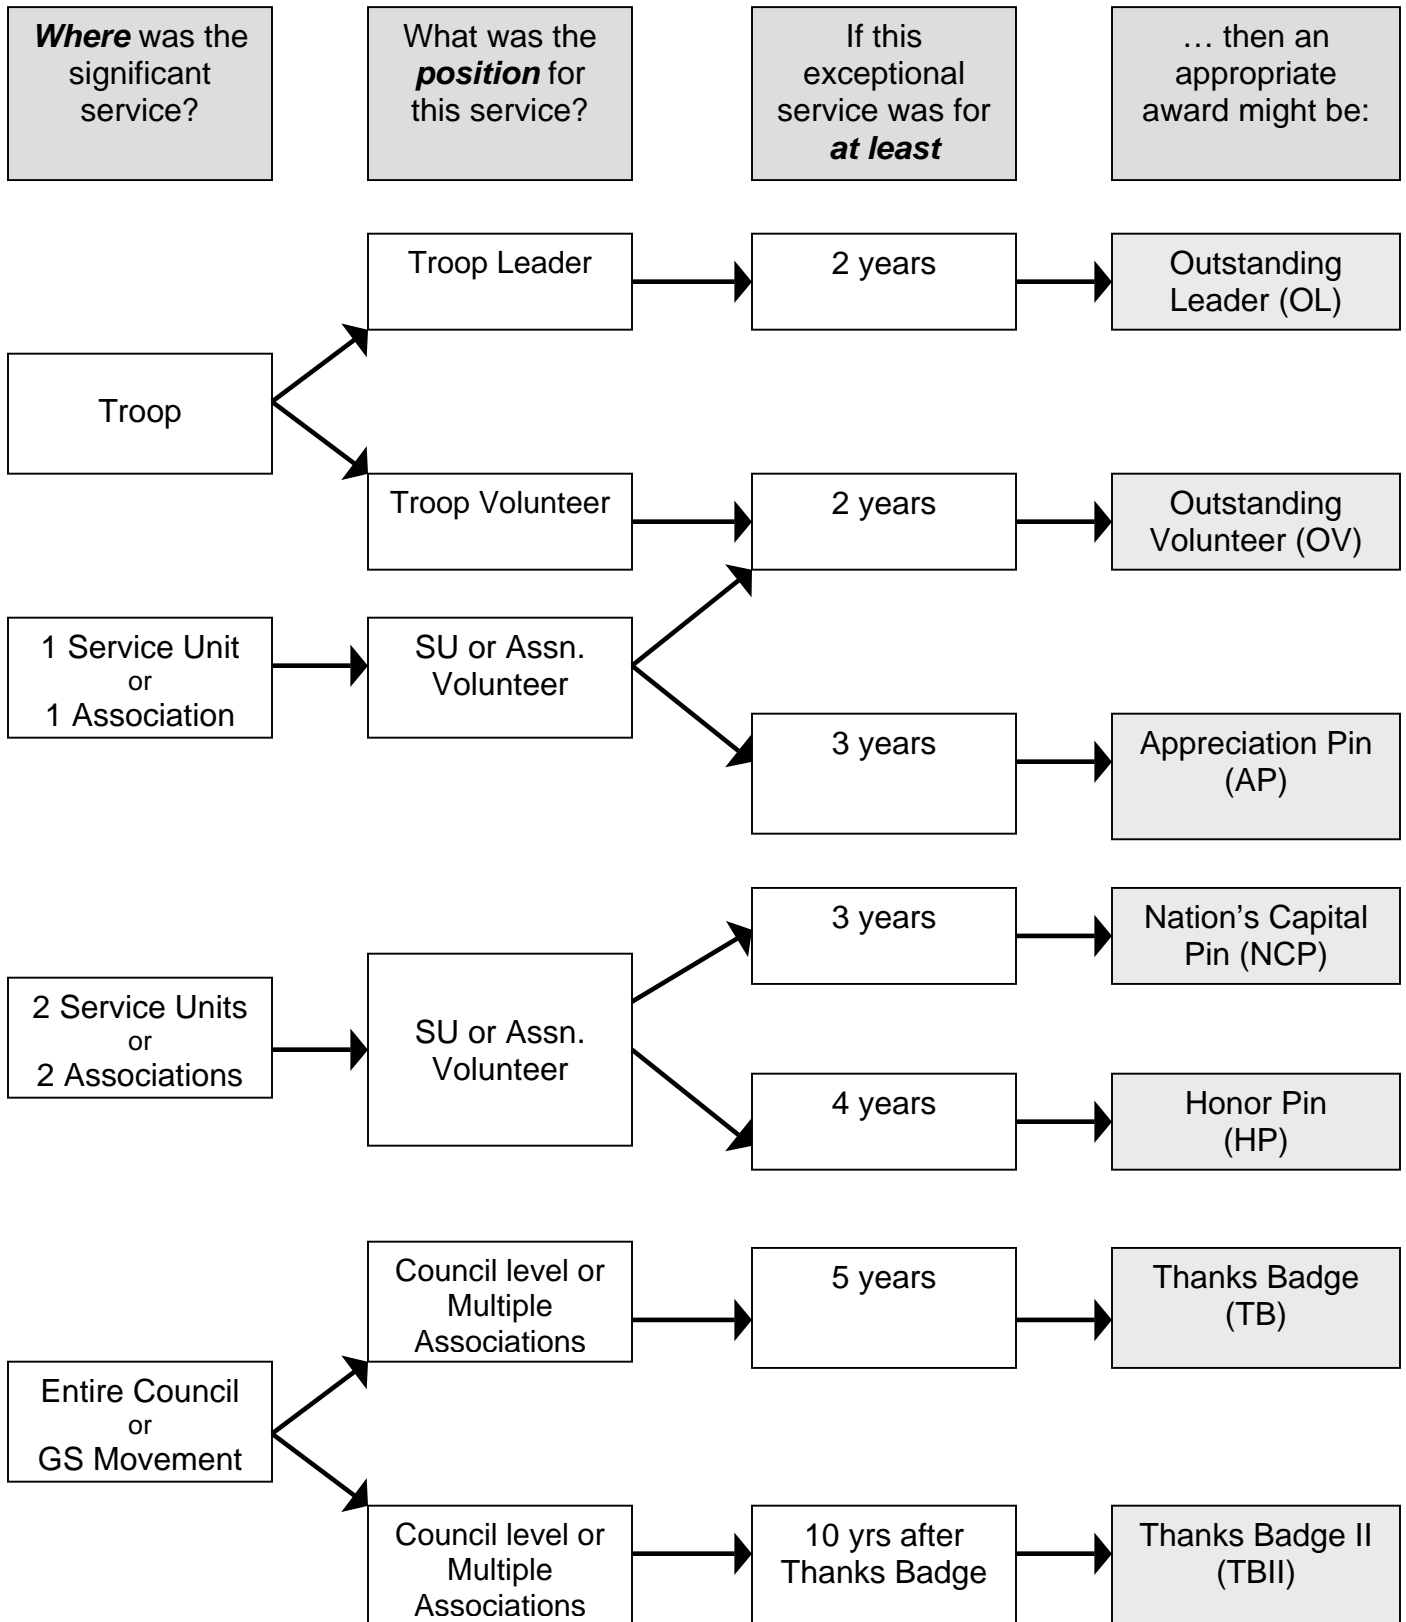 Where was the
significant
service?
What was the
position for
this service?
If this
exceptional
service was for
at least
… then an
appropriate
award might be:
Troop
Troop Leader
2 years
Outstanding
Leader (OL)
Troop Volunteer
2 years
Outstanding
Volunteer (OV)
1 Service Unit
or
1 Association
SU or Assn.
Volunteer
3 years
Appreciation Pin
(AP)
2 Service Units
or
2 Associations
SU or Assn.
Volunteer
3 years
Nation’s Capital
Pin (NCP)
4 years
Honor Pin
(HP)
Entire Council
or
GS Movement
Council level or
Multiple
Associations
5 years
Thanks Badge
(TB)
Council level or
Multiple
Associations
10 yrs after
Thanks Badge
Thanks Badge II
(TBII)